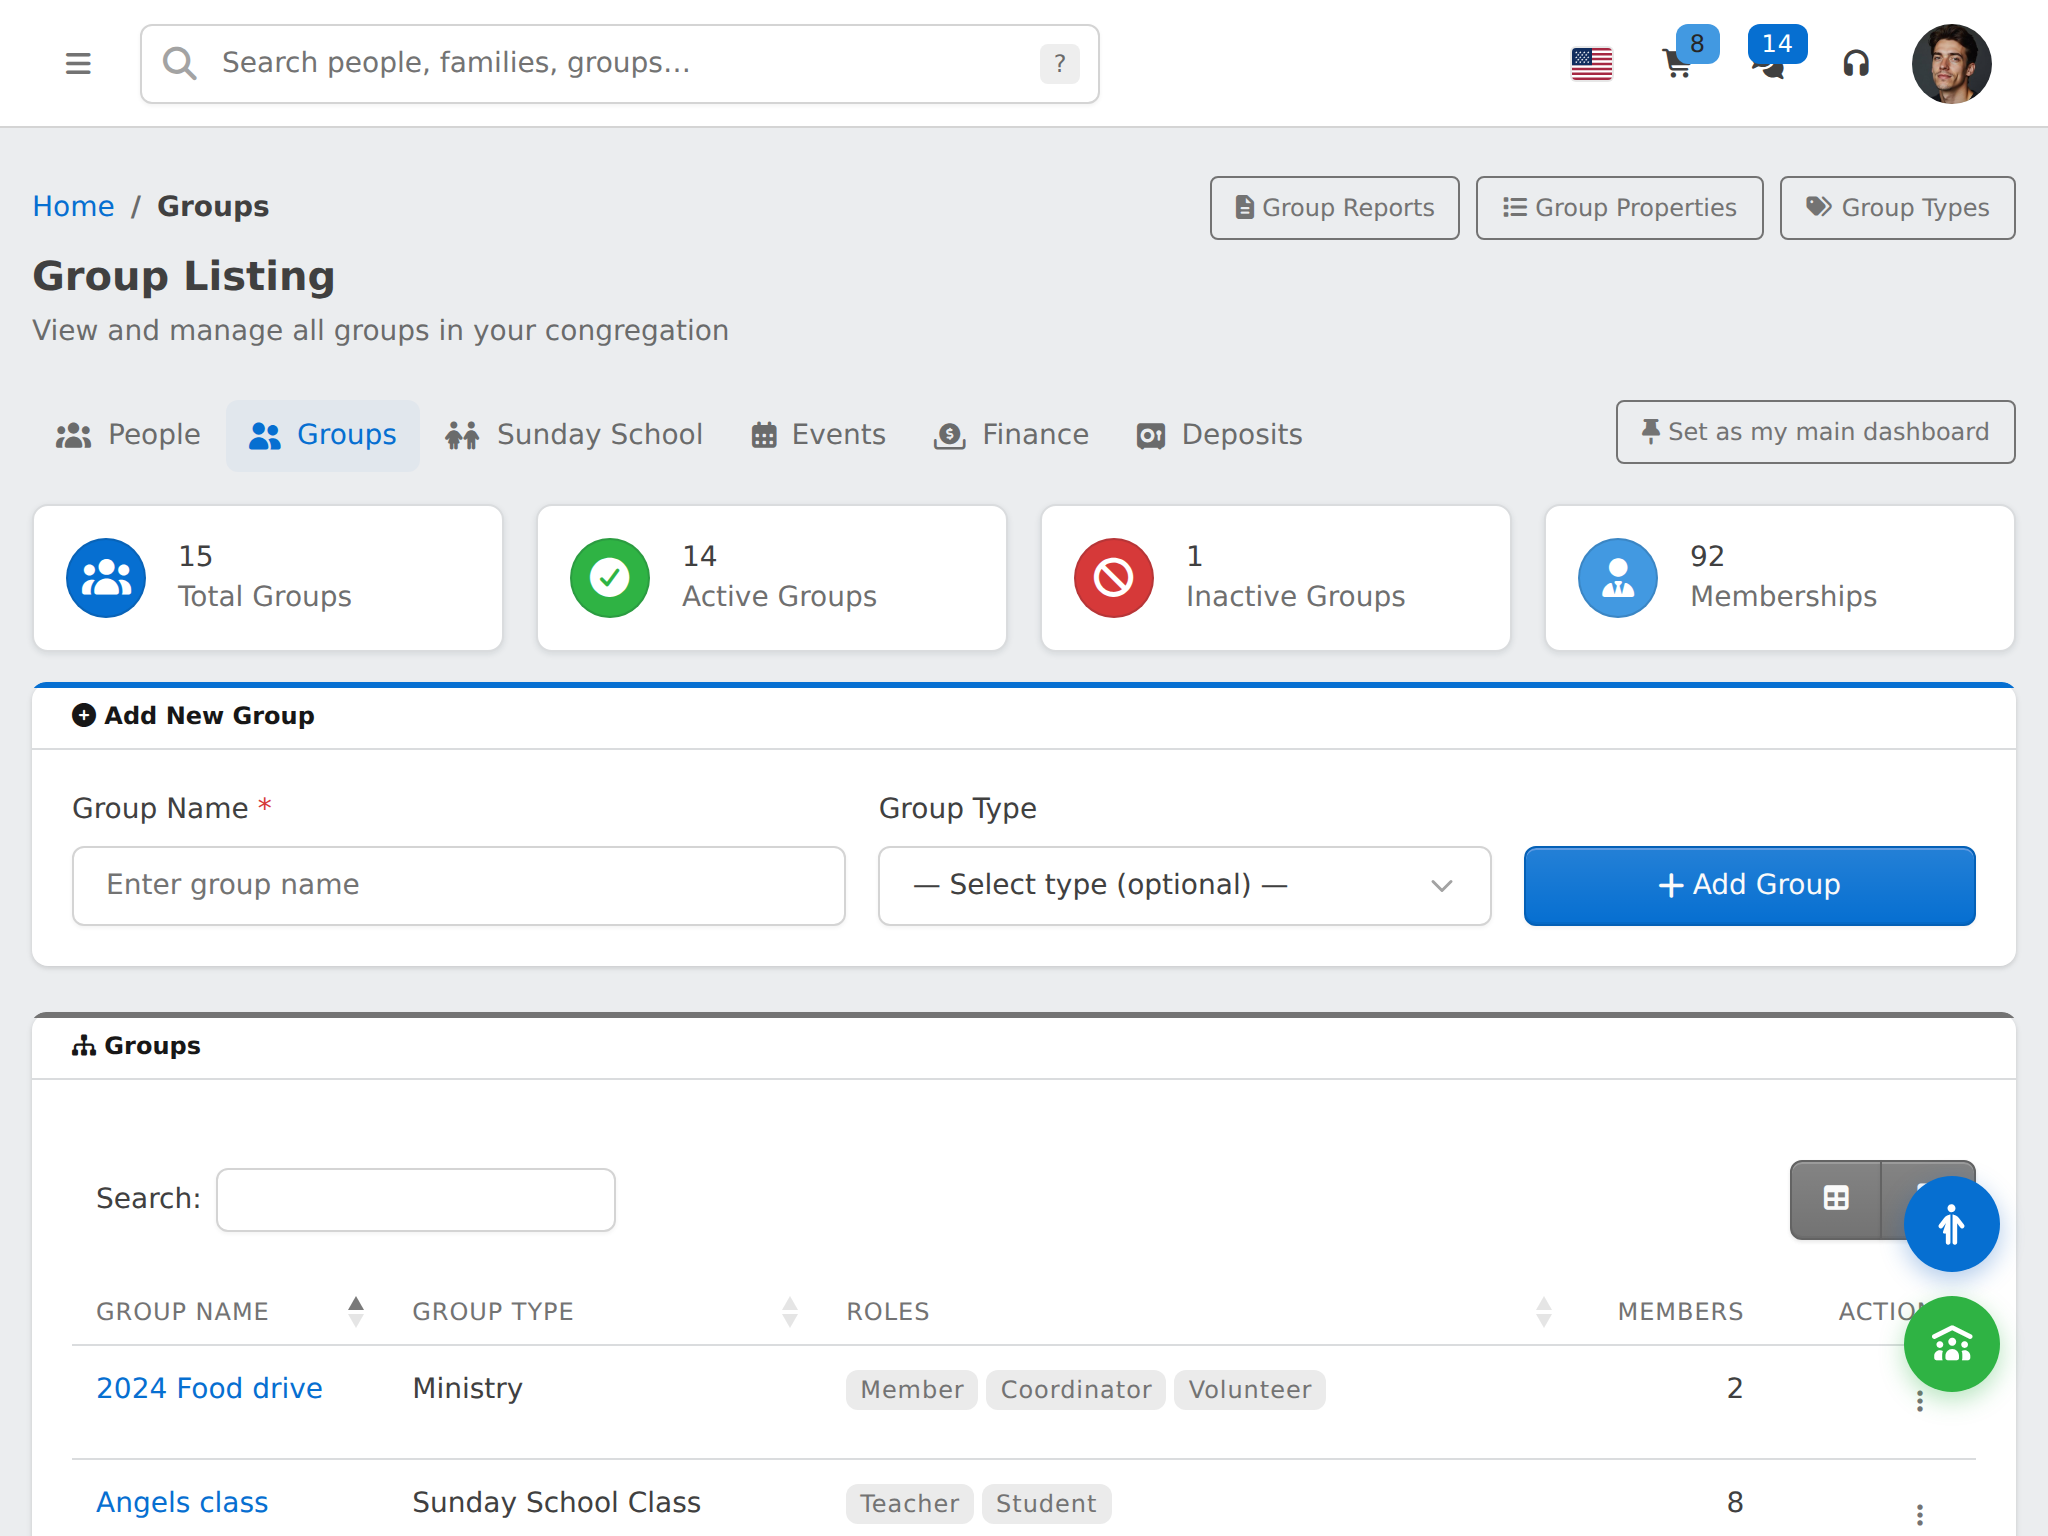 Search people, families, groups... ?
8
14
Home / Groups
Group Reports
Group Properties
Group Types
Group Listing
View and manage all groups in your congregation
People
Groups
Sunday School
Events
Finance
Deposits
Set as my main dashboard
15
Total Groups
14
Active Groups
1
Inactive Groups
92
Memberships
Add New Group
Group Name *
Group Type
Enter group name
— Select type (optional) —
Add Group
Groups
Search:
GROUP NAME GROUP TYPE ROLES MEMBERS
2024 Food drive Ministry Member Coordinator Volunteer 2
Angels class Sunday School Class Teacher Student 8